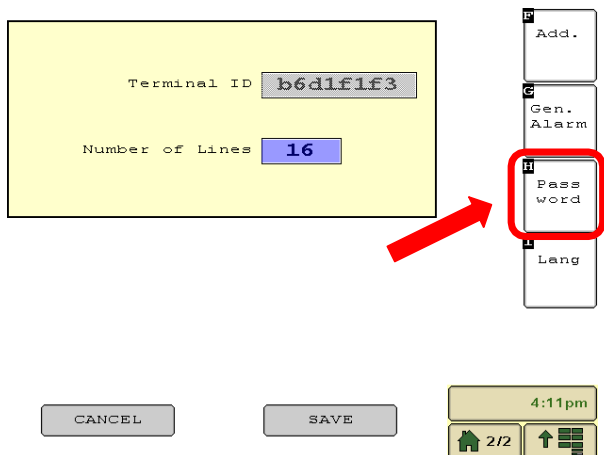 Terminal ID b6d1f1f3
Number of Lines 16
F
Add.
G
Gen.
Alarm
H
Pass
word
I
Lang
CANCEL
SAVE
4:11pm
2/2